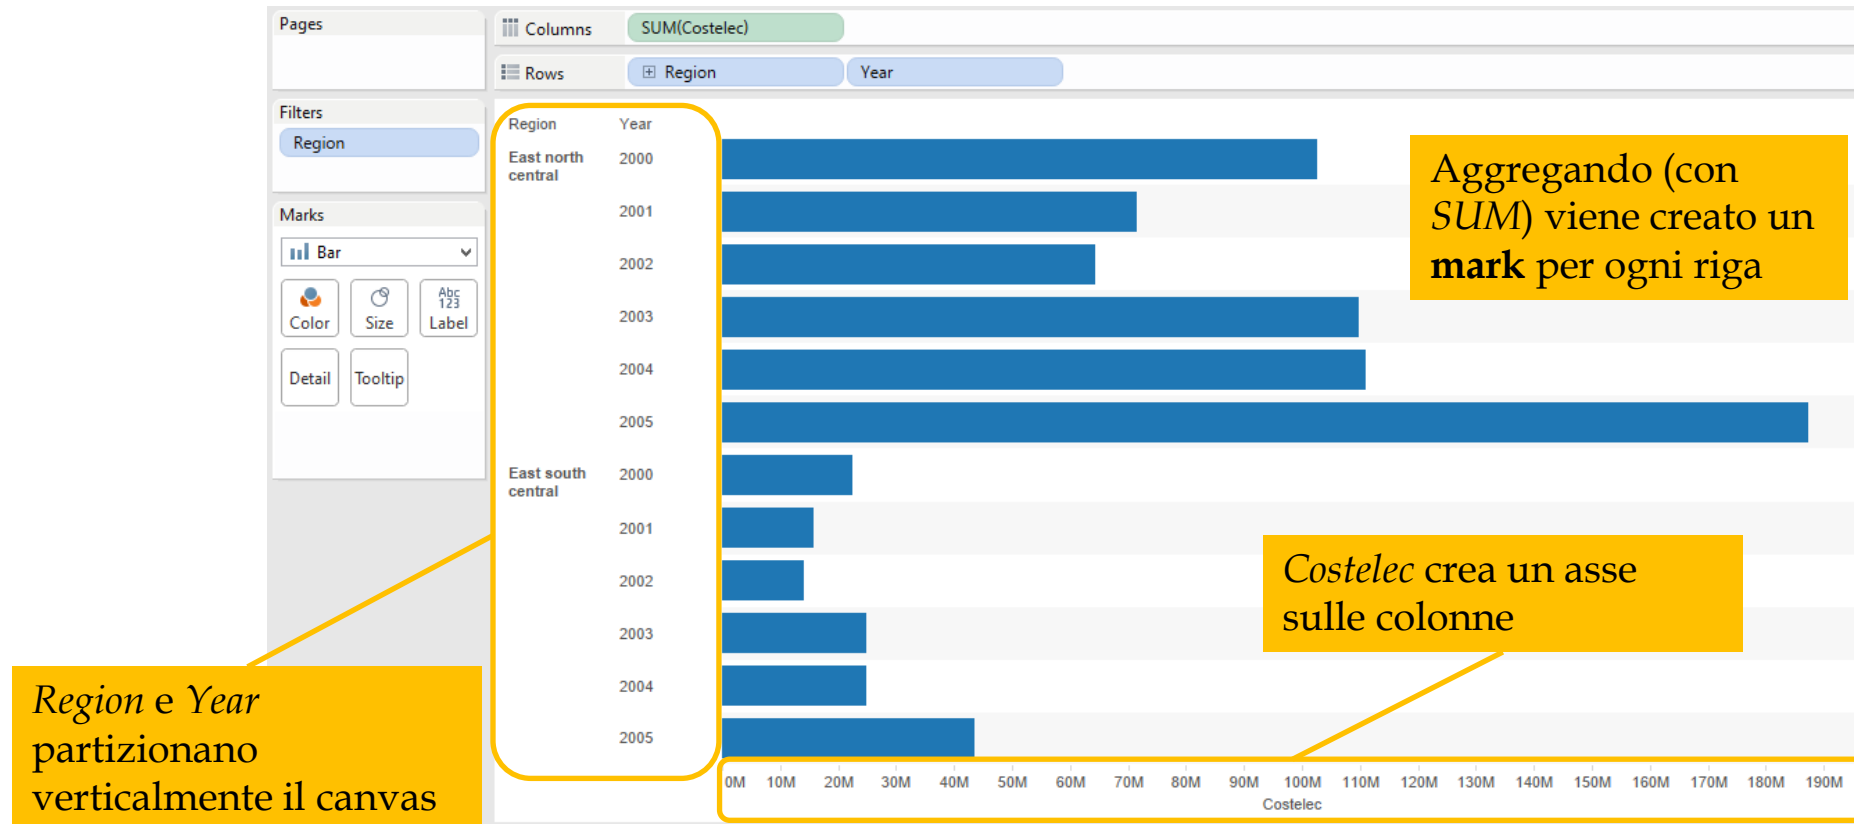 Pages
Columns
SUM(Costelec)
Rows
Region
Year
Filters
Region
Marks
Bar
Color
Size
Abc
123
Label
Detail
Tooltip
Region Year
East north
central
2000
2001
2002
2003
2004
2005
East south
central
2000
2001
2002
2003
2004
2005
0M 10M 20M 30M 40M 50M 60M 70M 80M 90M 100M 110M 120M 130M 140M 150M 160M 170M 180M 190M
Costelec
Aggregando (con
SUM) viene creato un
mark per ogni riga
Costelec crea un asse
sulle colonne
Region e Year
partizionano
verticalmente il canvas